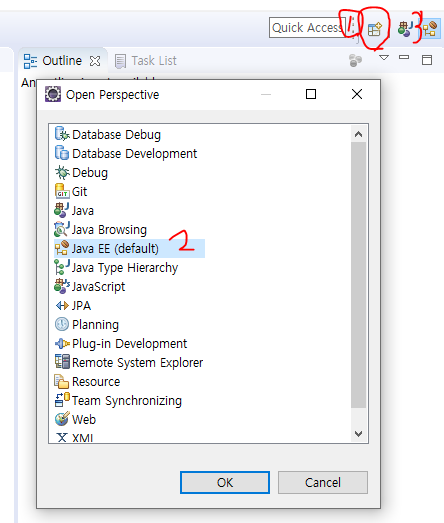 Quick Access
1
3
Outline
Task List
An
Open Perspective
Database Debug
Database Development
Debug
GIT
Git
Java
Java Browsing
Java EE (default)
2
Java Type Hierarchy
JavaScript
JPA
Planning
Plug-in Development
Remote System Explorer
Resource
Team Synchronizing
Web
XML
OK
Cancel